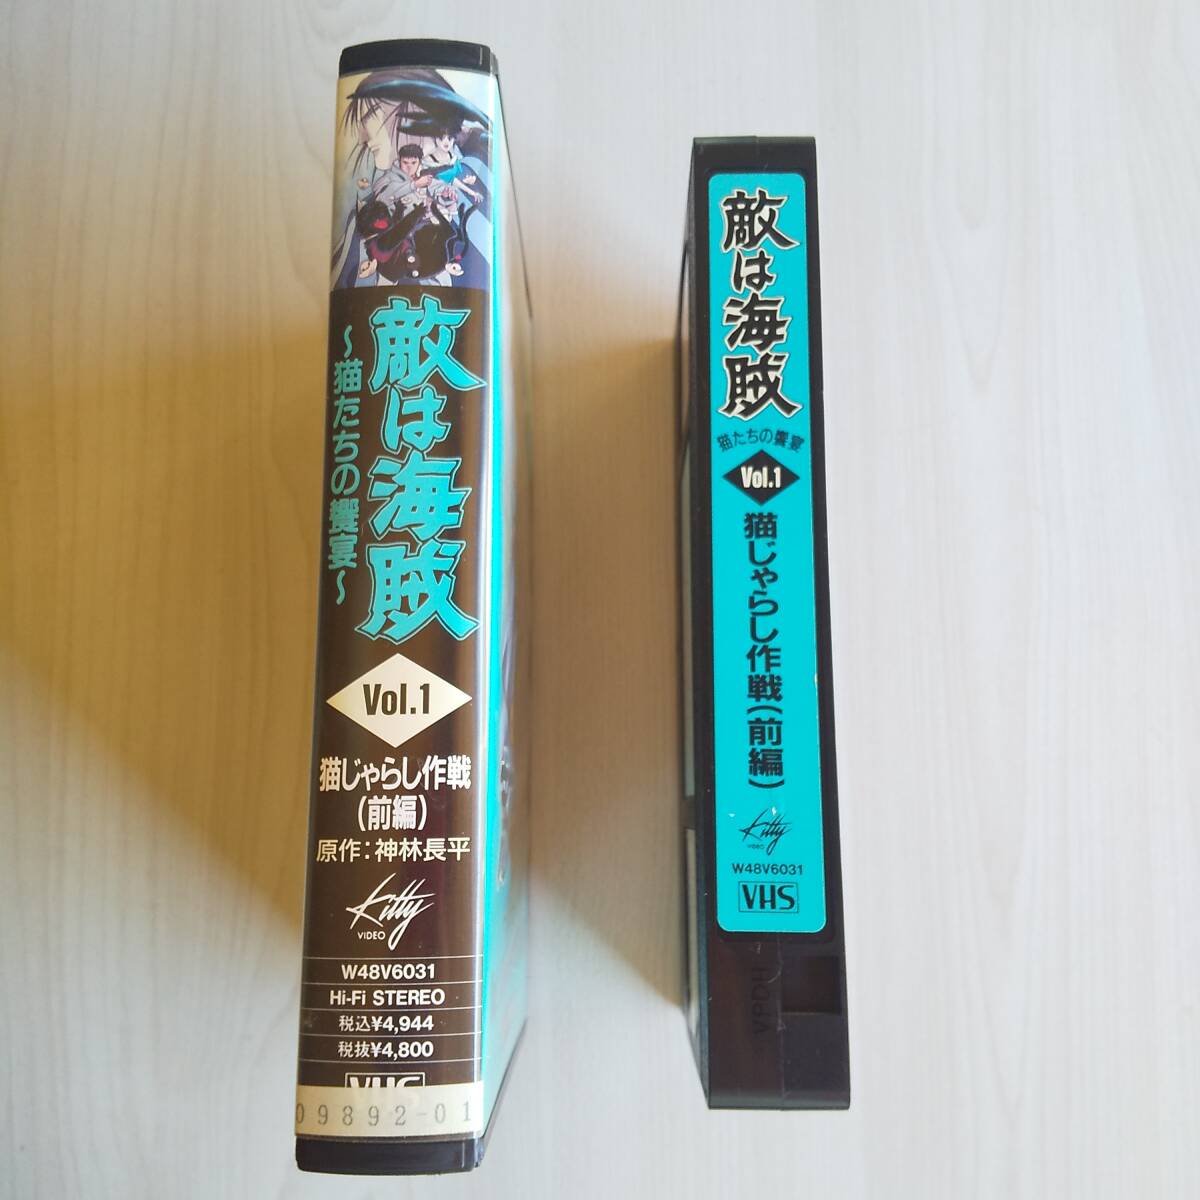 敵は海賊
～猫たちの饗宴～
Vol.1
猫じゃらし作戦
(前編)
原作：神林長平
Kitty
VIDEO
W48V6031
Hi-Fi STEREO
税込¥4,944
税抜¥4,800
VHS
09892-01
敵は海賊
猫たちの饗宴
Vol.1
猫じゃらし作戦(前編)
Kitty
VIDEO
W48V6031
VHS